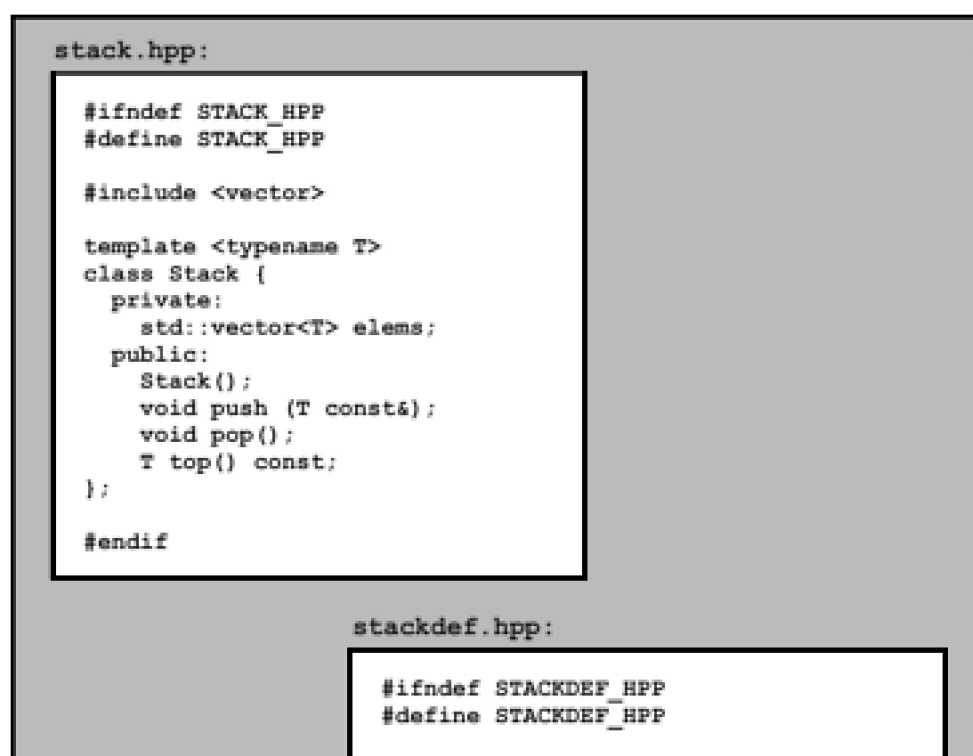 stack.hpp:
#ifndef STACK_HPP
#define STACK_HPP
#include <vector>
template <typename T>
class Stack {
private:
std::vector<T> elems;
public:
Stack();
void push (T const&);
void pop();
T top() const;
};
#endif
stackdef.hpp:
#ifndef STACKDEF_HPP
#define STACKDEF_HPP